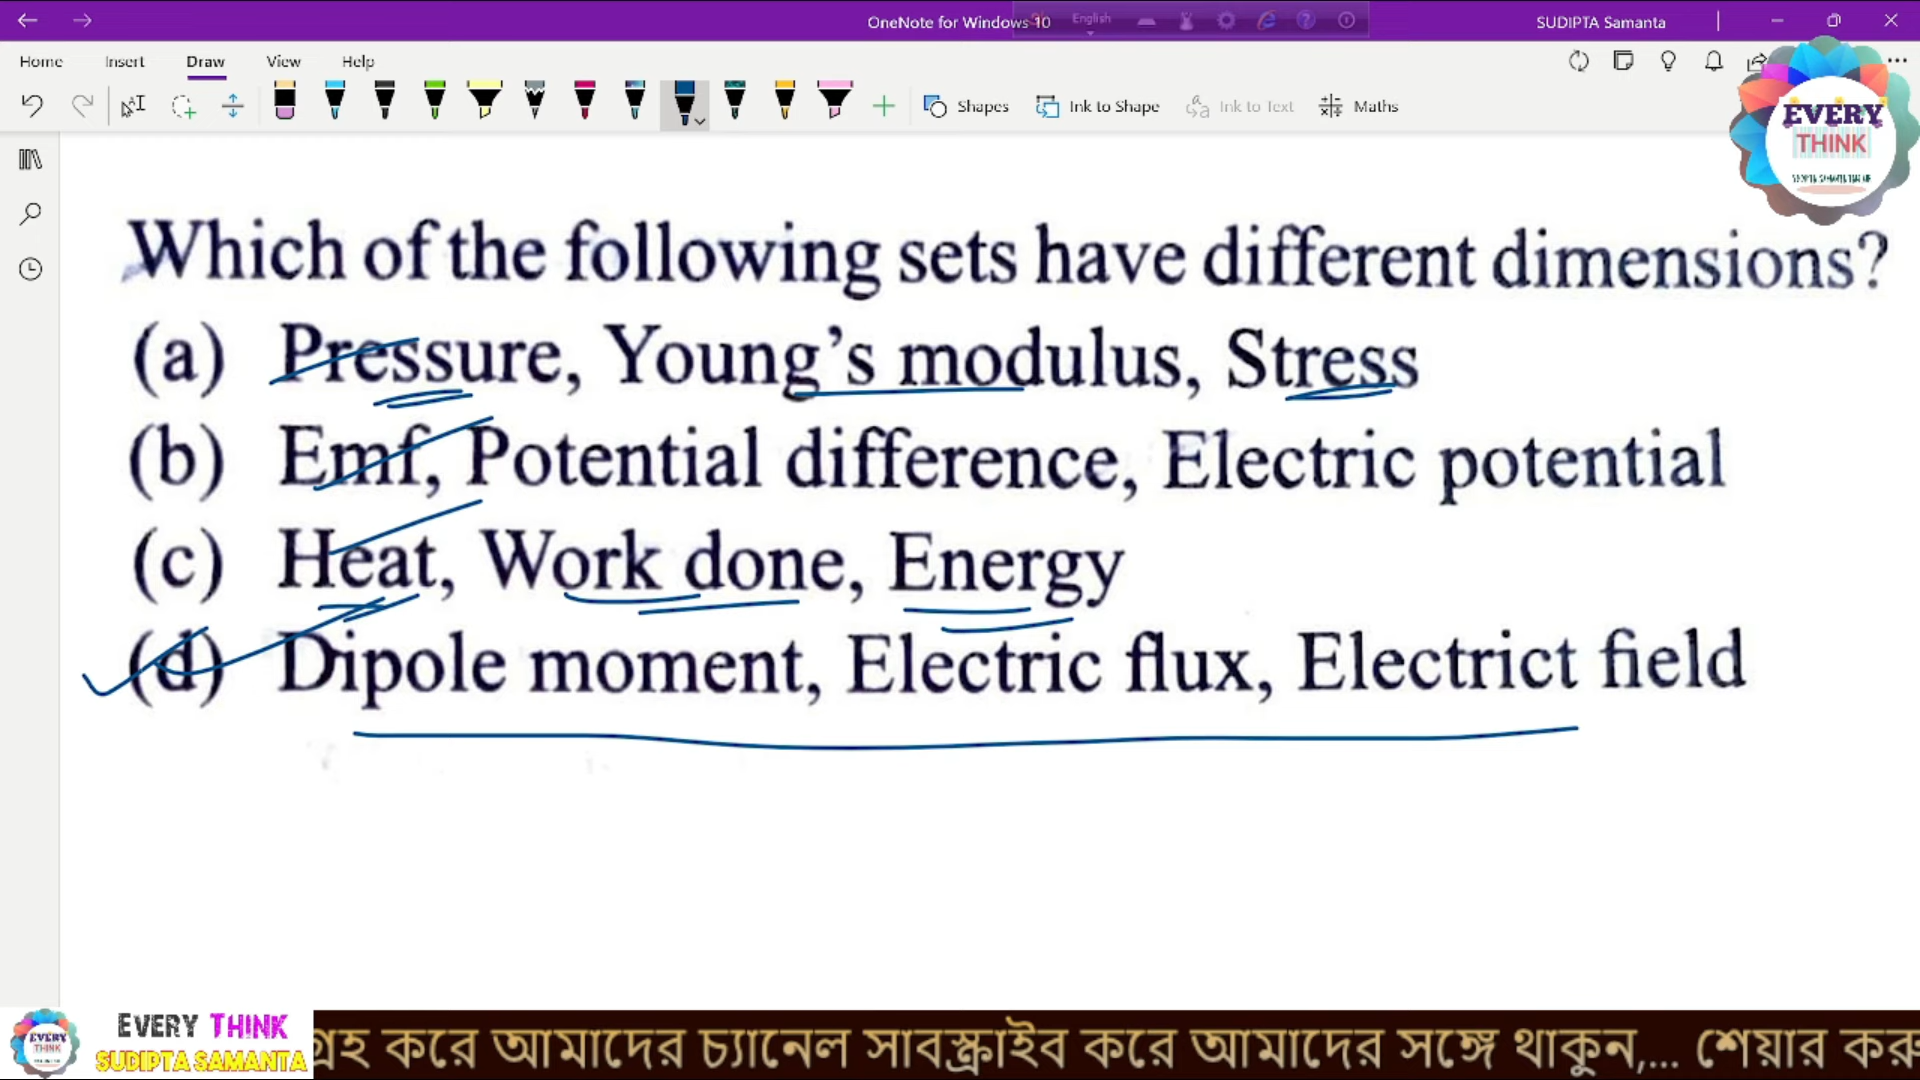 OneNote for Windows 10
English
SUDIPTA Samanta
Home Insert Draw View Help
Shapes Ink to Shape Ink to Text Maths
EVERY
THINK
Which of the following sets have different dimensions?
(a) Pressure, Young's modulus, Stress
(b) Emf, Potential difference, Electric potential
(c) Heat, Work done, Energy
(d) Dipole moment, Electric flux, Electrict field
EVERY THINK
SUDIPTA SAMANTA
গ্রহ করে আমাদের চ্যানেল সাবস্ক্রাইব করে আমাদের সঙ্গে থাকুন,... শেয়ার করু